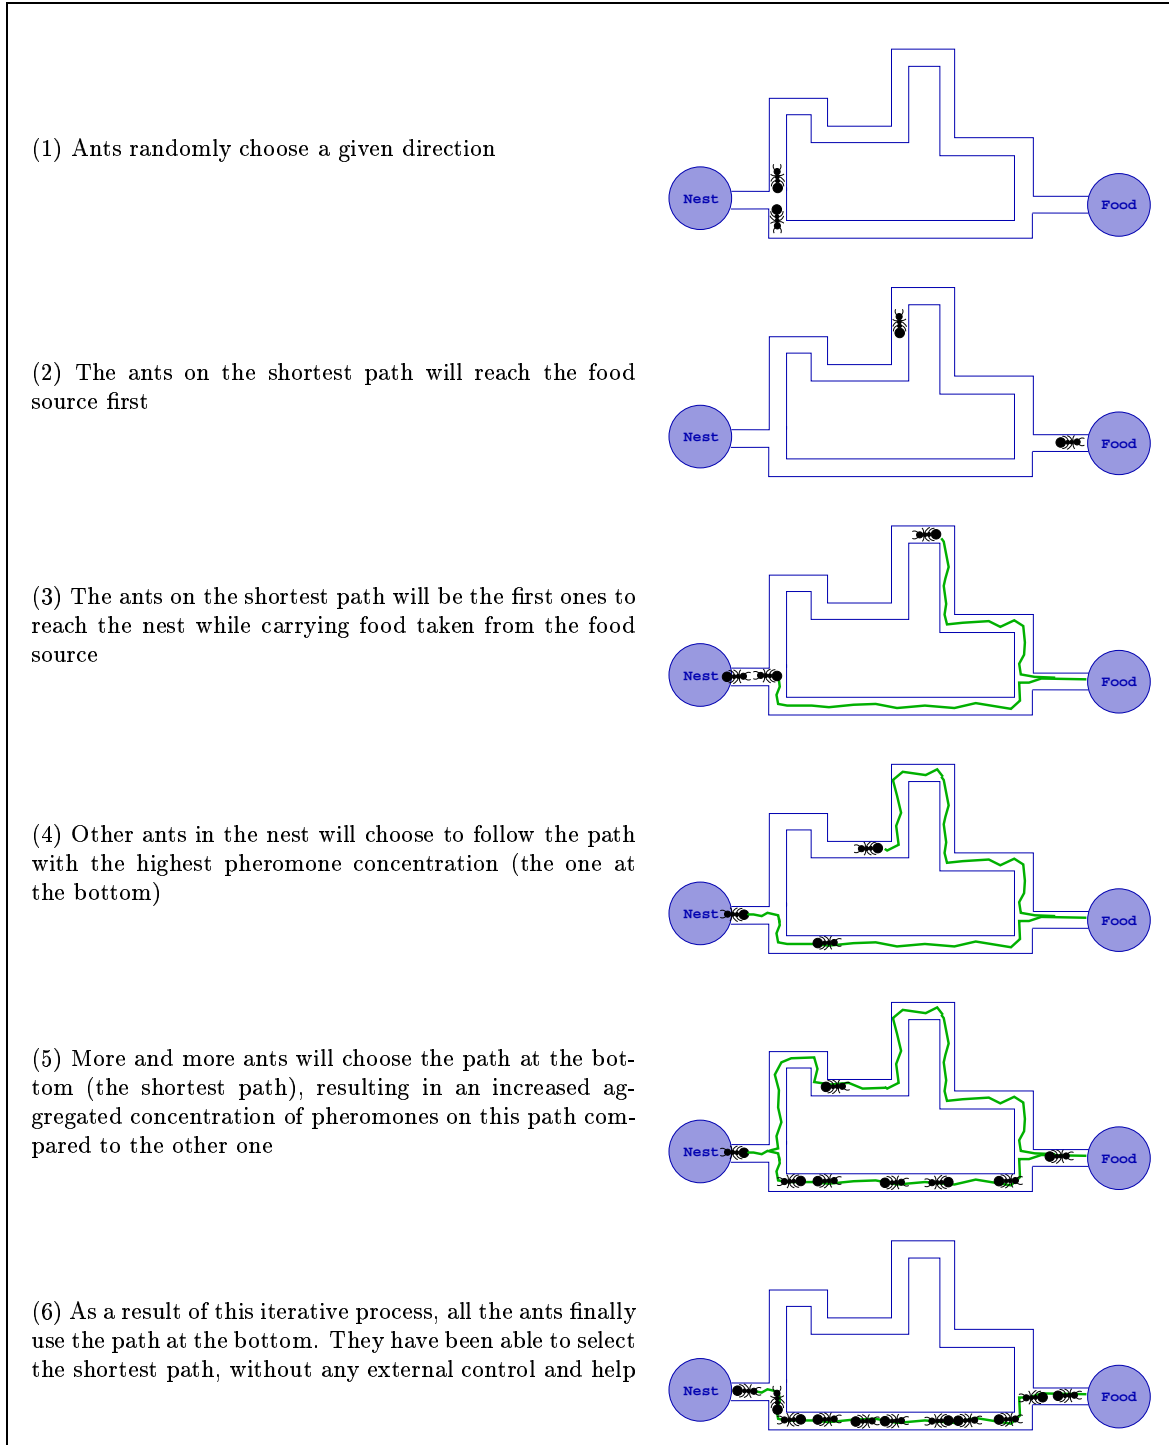 (1) Ants randomly choose a given direction
Nest
Food
(2) The ants on the shortest path will reach the food
source first
Nest
Food
(3) The ants on the shortest path will be the first ones to
reach the nest while carrying food taken from the food
source
Nest
Food
(4) Other ants in the nest will choose to follow the path
with the highest pheromone concentration (the one at
the bottom)
Nest
Food
(5) More and more ants will choose the path at the bot-
tom (the shortest path), resulting in an increased ag-
gregated concentration of pheromones on this path com-
pared to the other one
Nest
Food
(6) As a result of this iterative process, all the ants finally
use the path at the bottom. They have been able to select
the shortest path, without any external control and help
Nest
Food